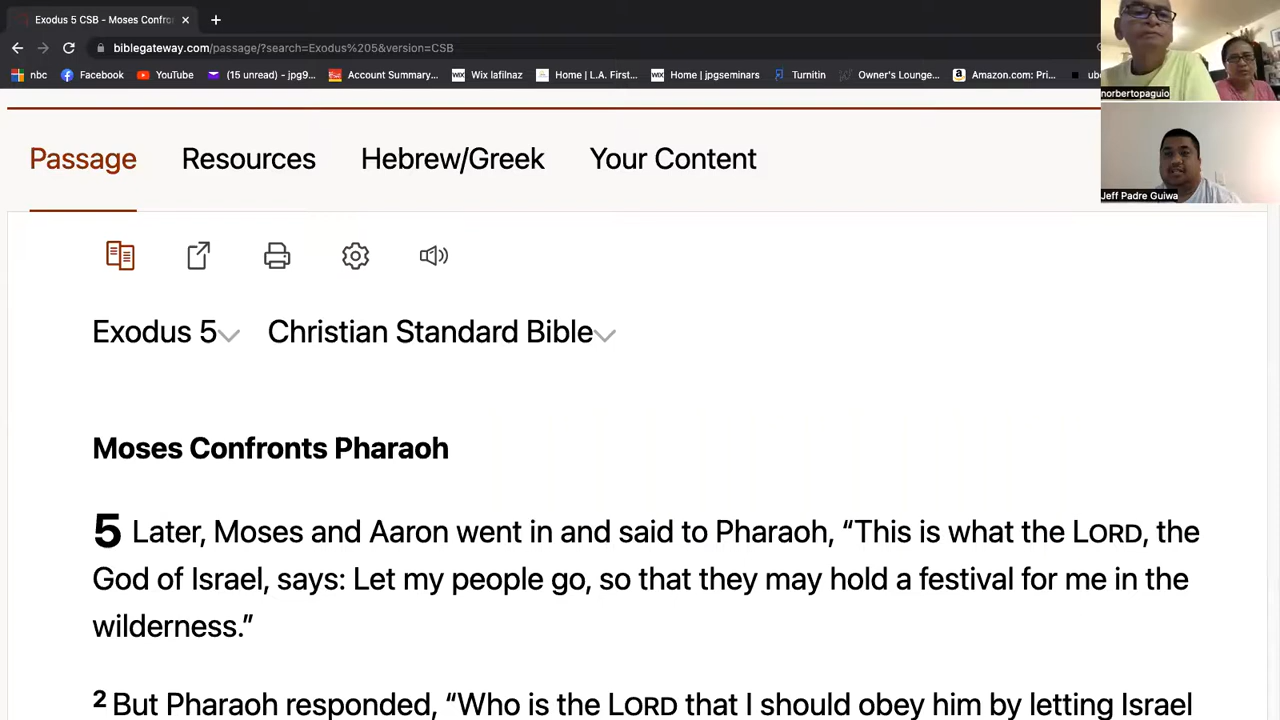 Exodus 5 CSB - Moses Confro
biblegateway.com/passage/?search=Exodus%205&version=CSB
nbc Facebook YouTube (15 unread) - jpg9... Account Summary... Wix lafilnaz Home | L.A. First... Home | jpgseminars Turnitin Owner's Lounge... Amazon.com: Pri...
norbertopaguio
Jeff Padre Guiwa
Passage Resources Hebrew/Greek Your Content
Exodus 5 Christian Standard Bible
Moses Confronts Pharaoh
5 Later, Moses and Aaron went in and said to Pharaoh, “This is what the LORD, the
God of Israel, says: Let my people go, so that they may hold a festival for me in the
wilderness.”
2 But Pharaoh responded, “Who is the LORD that I should obey him by letting Israel